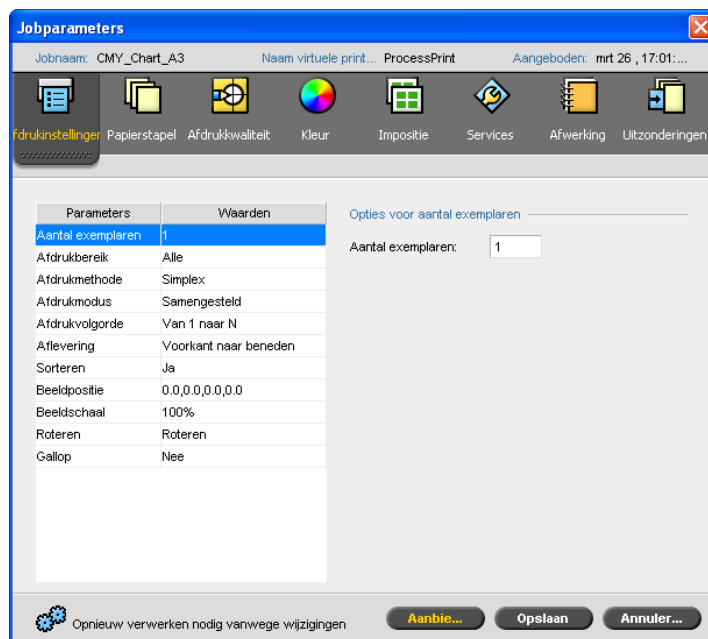 Jobparameters
Jobnaam: CMY_Chart_A3 Naam virtuele print... ProcessPrint Aangeboden: mrt 26 , 17:01:...
fdrukinstellinger Papierstapel Afdrukkwaliteit Kleur Impositie Services Afwerking Uitzonderingen
Parameters Waarden
Opties voor aantal exemplaren
Aantal exemplaren 1
Aantal exemplaren: 1
Afdrukbereik Alle
Afdrukmethode Simplex
Afdrukmodus Samengesteld
Afdrukvolgorde Van 1 naar N
Aflevering Voorkant naar beneden
Sorteren Ja
Beeldpositie 0.0,0.0,0.0,0.0
Beeldschaal 100%
Roteren Roteren
Gallop Nee
Opnieuw verwerken nodig vanwege wijzigingen Aanbie... Opslaan Annuler...